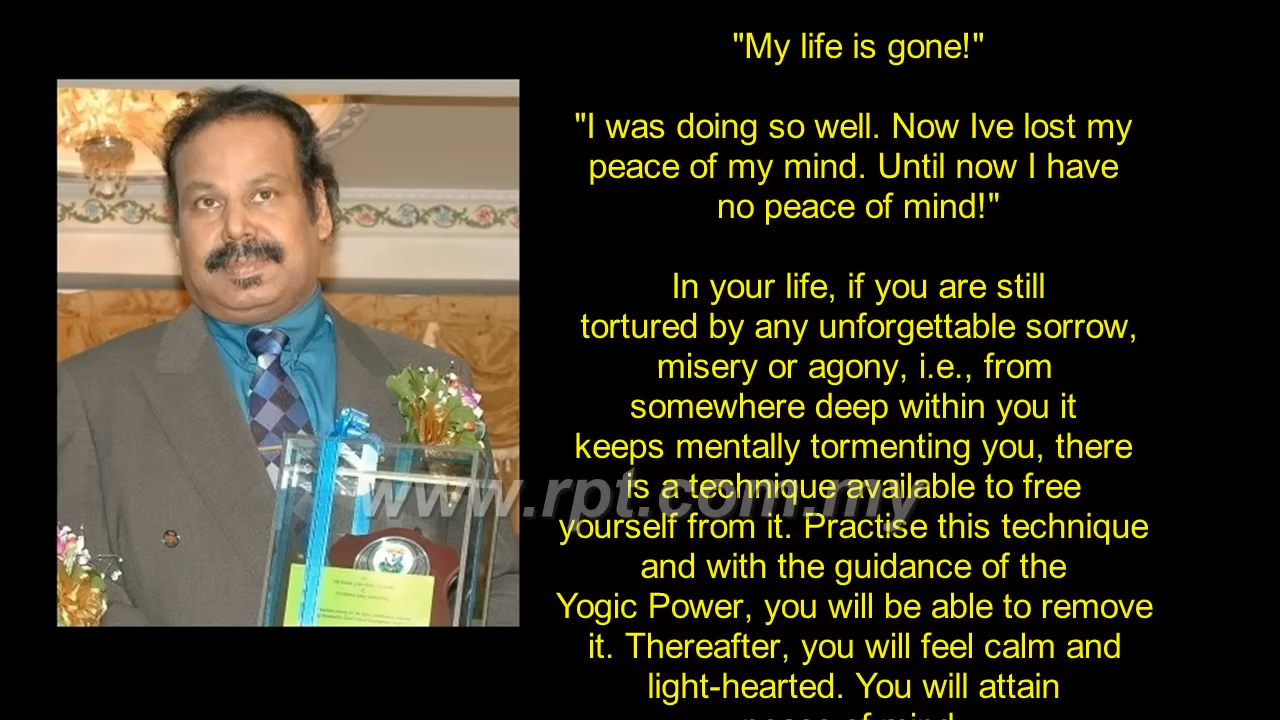 "My life is gone!"
"I was doing so well. Now Ive lost my
peace of my mind. Until now I have
no peace of mind!"
In your life, if you are still
tortured by any unforgettable sorrow,
misery or agony, i.e., from
somewhere deep within you it
keeps mentally tormenting you, there
is a technique available to free
yourself from it. Practise this technique
and with the guidance of the
Yogic Power, you will be able to remove
it. Thereafter, you will feel calm and
light-hearted. You will attain
peace of mind
www.rpt.com.my